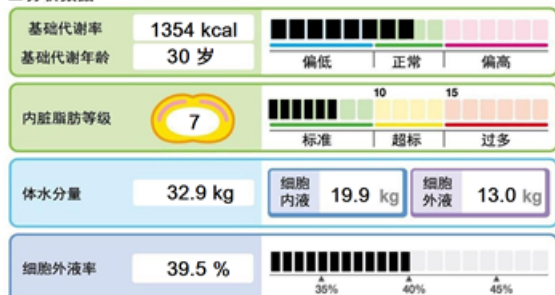 基础代谢率 1354 kcal
基础代谢年龄 30 岁
偏低 正常 偏高
内脏脂肪等级 7
10 15
标准 超标 过多
体水分量 32.9 kg
细胞内液 19.9 kg
细胞外液 13.0 kg
细胞外液率 39.5 %
35% 40% 45%